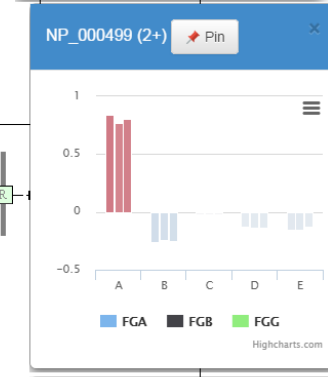 NP_000499 (2+) Pin ×
1
0.5
R
0
−0.5
A B C D E
FGA FGB FGG
Highcharts.com